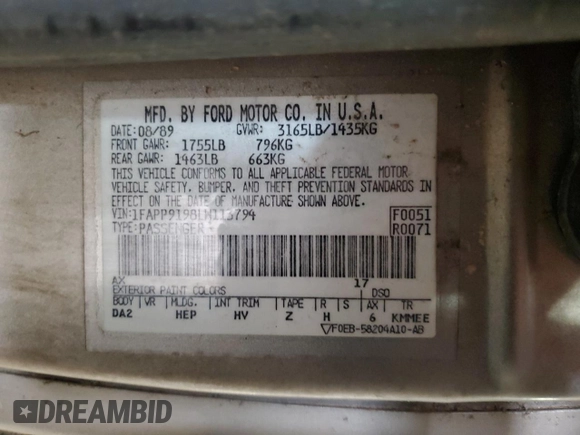 MFD. BY FORD MOTOR CO. IN U.S.A.
DATE: 08/89 GVWR: 3165LB/1435KG
FRONT GAWR: 1755LB 796KG
REAR GAWR: 1463LB 663KG
THIS VEHICLE CONFORMS TO ALL APPLICABLE FEDERAL MOTOR
VEHICLE SAFETY, BUMPER, AND THEFT PREVENTION STANDARDS IN
EFFECT ON THE DATE OF MANUFACTURE SHOWN ABOVE.
VIN: F0051
TYPE: PASSENGER R0071
AX 17
EXTERIOR PAINT COLORS DSO
BODY VR MLDG. INT TRIM TAPE R S AX TR
DA2 HEP HV Z H 6 KMMEE
F0EB-58204A10-AB
DREAMBID